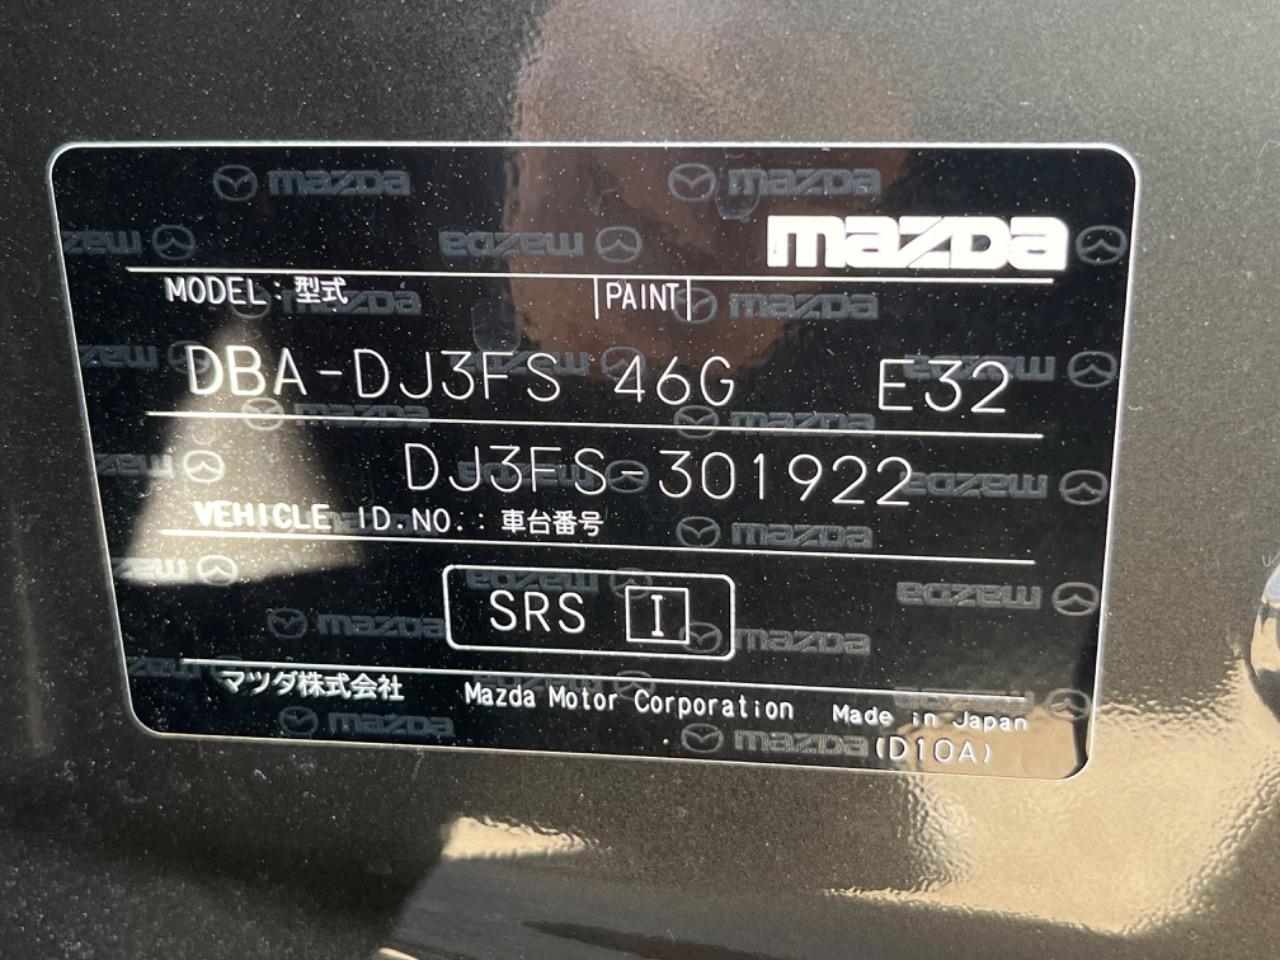 mazda
MODEL:型式 PAINT
DBA-DJ3FS 46G E32
DJ3FS-301922
VEHICLE ID.NO.:車台番号
SRS I
マツダ株式会社 Mazda Motor Corporation Made in Japan
(D10A)